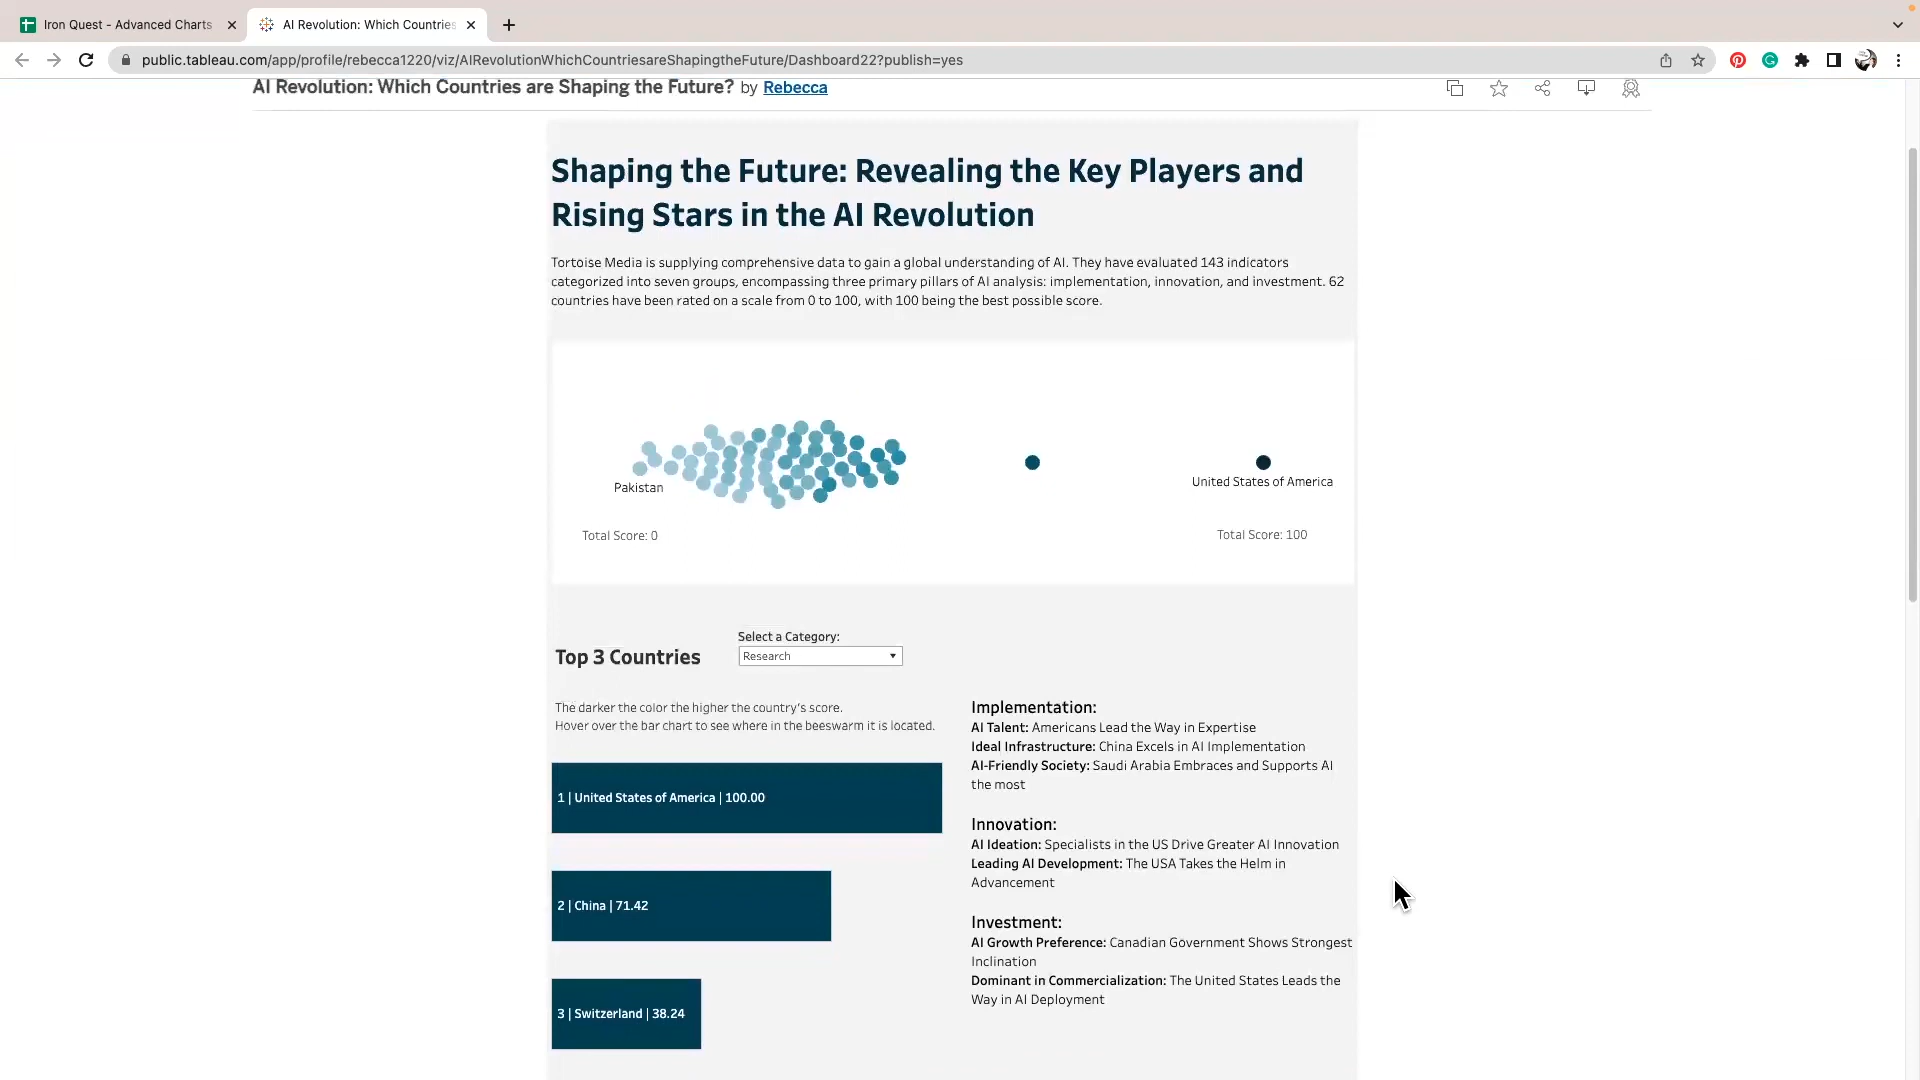 Iron Quest - Advanced Charts
AI Revolution: Which Countries
public.tableau.com/app/profile/rebecca1220/viz/AIRevolutionWhichCountriesareShapingtheFuture/Dashboard22?publish=yes
AI Revolution: Which Countries are Shaping the Future? by Rebecca
Shaping the Future: Revealing the Key Players and
Rising Stars in the AI Revolution
Tortoise Media is supplying comprehensive data to gain a global understanding of AI. They have evaluated 143 indicators
categorized into seven groups, encompassing three primary pillars of AI analysis: implementation, innovation, and investment. 62
countries have been rated on a scale from 0 to 100, with 100 being the best possible score.
Pakistan
United States of America
Total Score: 0
Total Score: 100
Top 3 Countries
Select a Category:
Research
The darker the color the higher the country's score.
Hover over the bar chart to see where in the beeswarm it is located.
1 | United States of America | 100.00
2 | China | 71.42
3 | Switzerland | 38.24
Implementation:
AI Talent: Americans Lead the Way in Expertise
Ideal Infrastructure: China Excels in AI Implementation
AI-Friendly Society: Saudi Arabia Embraces and Supports AI
the most
Innovation:
AI Ideation: Specialists in the US Drive Greater AI Innovation
Leading AI Development: The USA Takes the Helm in
Advancement
Investment:
AI Growth Preference: Canadian Government Shows Strongest
Inclination
Dominant in Commercialization: The United States Leads the
Way in AI Deployment